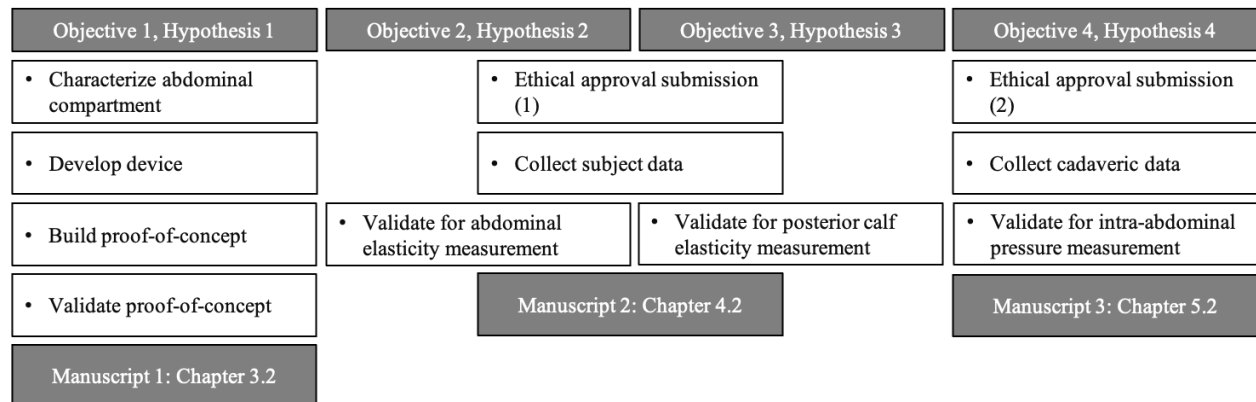 Objective 1, Hypothesis 1
Objective 2, Hypothesis 2
Objective 3, Hypothesis 3
Objective 4, Hypothesis 4
• Characterize abdominal
compartment
• Ethical approval submission
(1)
• Ethical approval submission
(2)
• Develop device
• Collect subject data
• Collect cadaveric data
• Build proof-of-concept
• Validate for abdominal
elasticity measurement
• Validate for posterior calf
elasticity measurement
• Validate for intra-abdominal
pressure measurement
• Validate proof-of-concept
Manuscript 2: Chapter 4.2
Manuscript 3: Chapter 5.2
Manuscript 1: Chapter 3.2